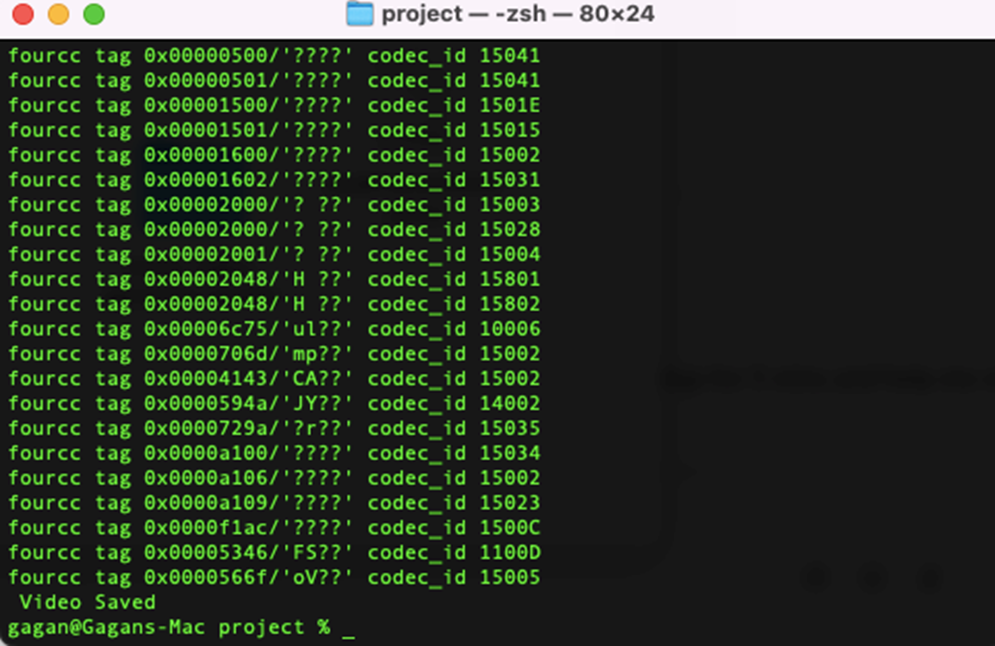 project — -zsh — 80×24
fourcc tag 0x00000500/'????' codec_id 15041
fourcc tag 0x00000501/'????' codec_id 15041
fourcc tag 0x00001500/'????' codec_id 1501E
fourcc tag 0x00001501/'????' codec_id 15015
fourcc tag 0x00001600/'????' codec_id 15002
fourcc tag 0x00001602/'????' codec_id 15031
fourcc tag 0x00002000/'? ??' codec_id 15003
fourcc tag 0x00002000/'? ??' codec_id 15028
fourcc tag 0x00002001/'? ??' codec_id 15004
fourcc tag 0x00002048/'H ??' codec_id 15801
fourcc tag 0x00002048/'H ??' codec_id 15802
fourcc tag 0x00006c75/'ul??' codec_id 10006
fourcc tag 0x0000706d/'mp??' codec_id 15002
fourcc tag 0x00004143/'CA??' codec_id 15002
fourcc tag 0x0000594a/'JY??' codec_id 14002
fourcc tag 0x0000729a/'?r??' codec_id 15035
fourcc tag 0x0000a100/'????' codec_id 15034
fourcc tag 0x0000a106/'????' codec_id 15002
fourcc tag 0x0000a109/'????' codec_id 15023
fourcc tag 0x0000f1ac/'????' codec_id 1500C
fourcc tag 0x00005346/'FS??' codec_id 1100D
fourcc tag 0x0000566f/'oV??' codec_id 15005
Video Saved
gagan@Gagans-Mac project % _